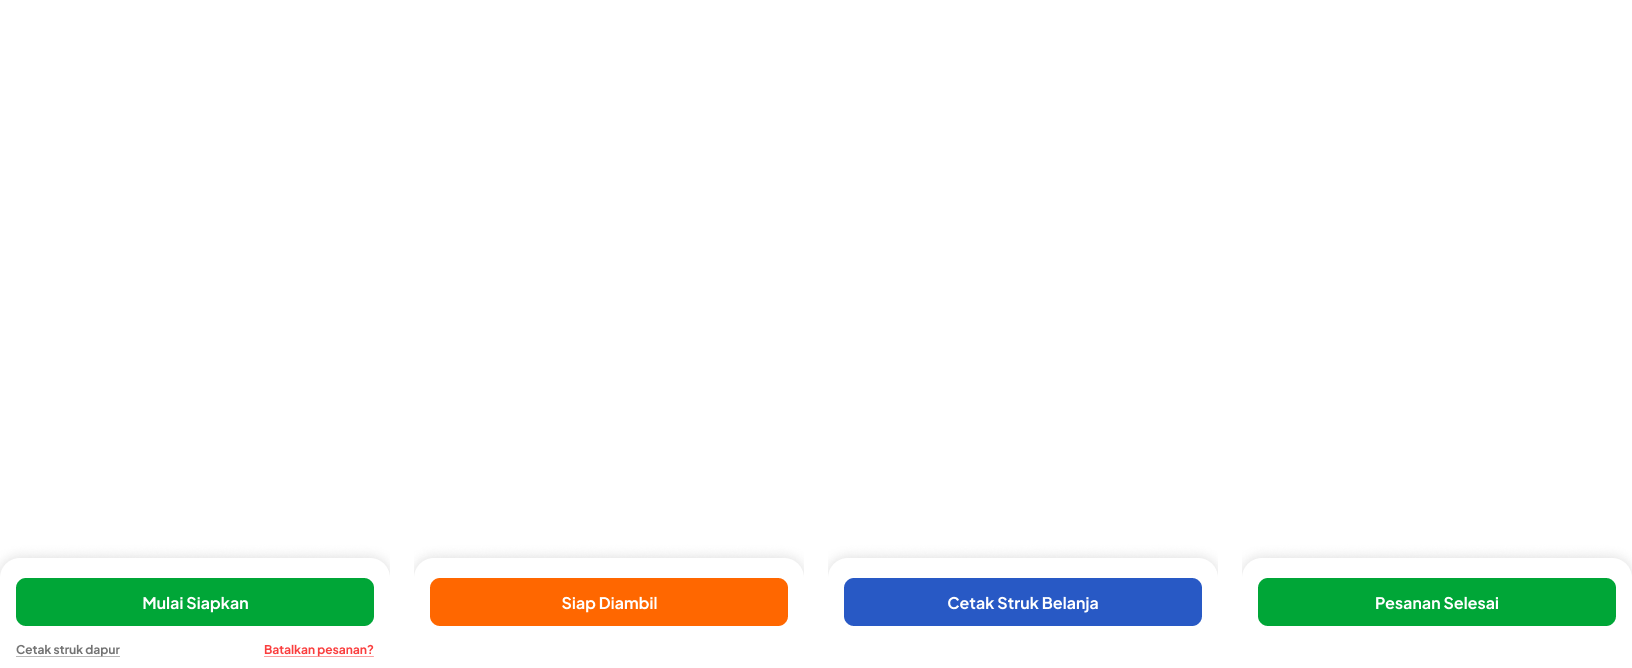 Mulai Siapkan
Cetak struk dapur
Batalkan pesanan?
Siap Diambil
Cetak Struk Belanja
Pesanan Selesai